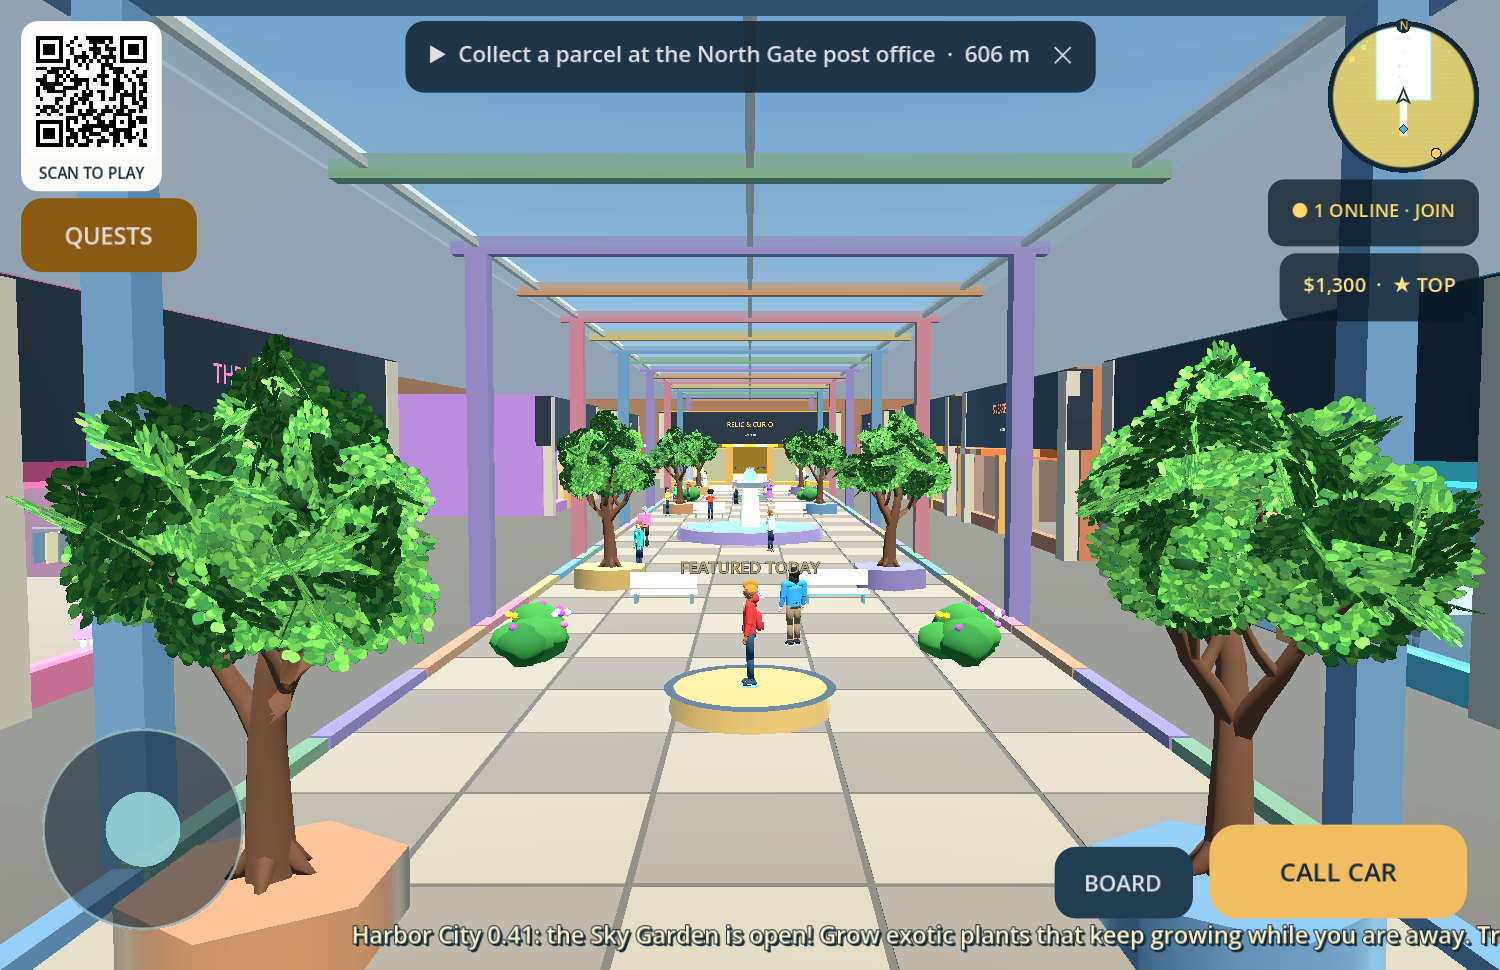 Collect a parcel at the North Gate post office · 606 m
N
SCAN TO PLAY
QUESTS
1 ONLINE · JOIN
$1,300 · ★ TOP
RELIC & CURIO
FEATURED TODAY
BOARD
CALL CAR
Harbor City 0.41: the Sky Garden is open! Grow exotic plants that keep growing while you are away.